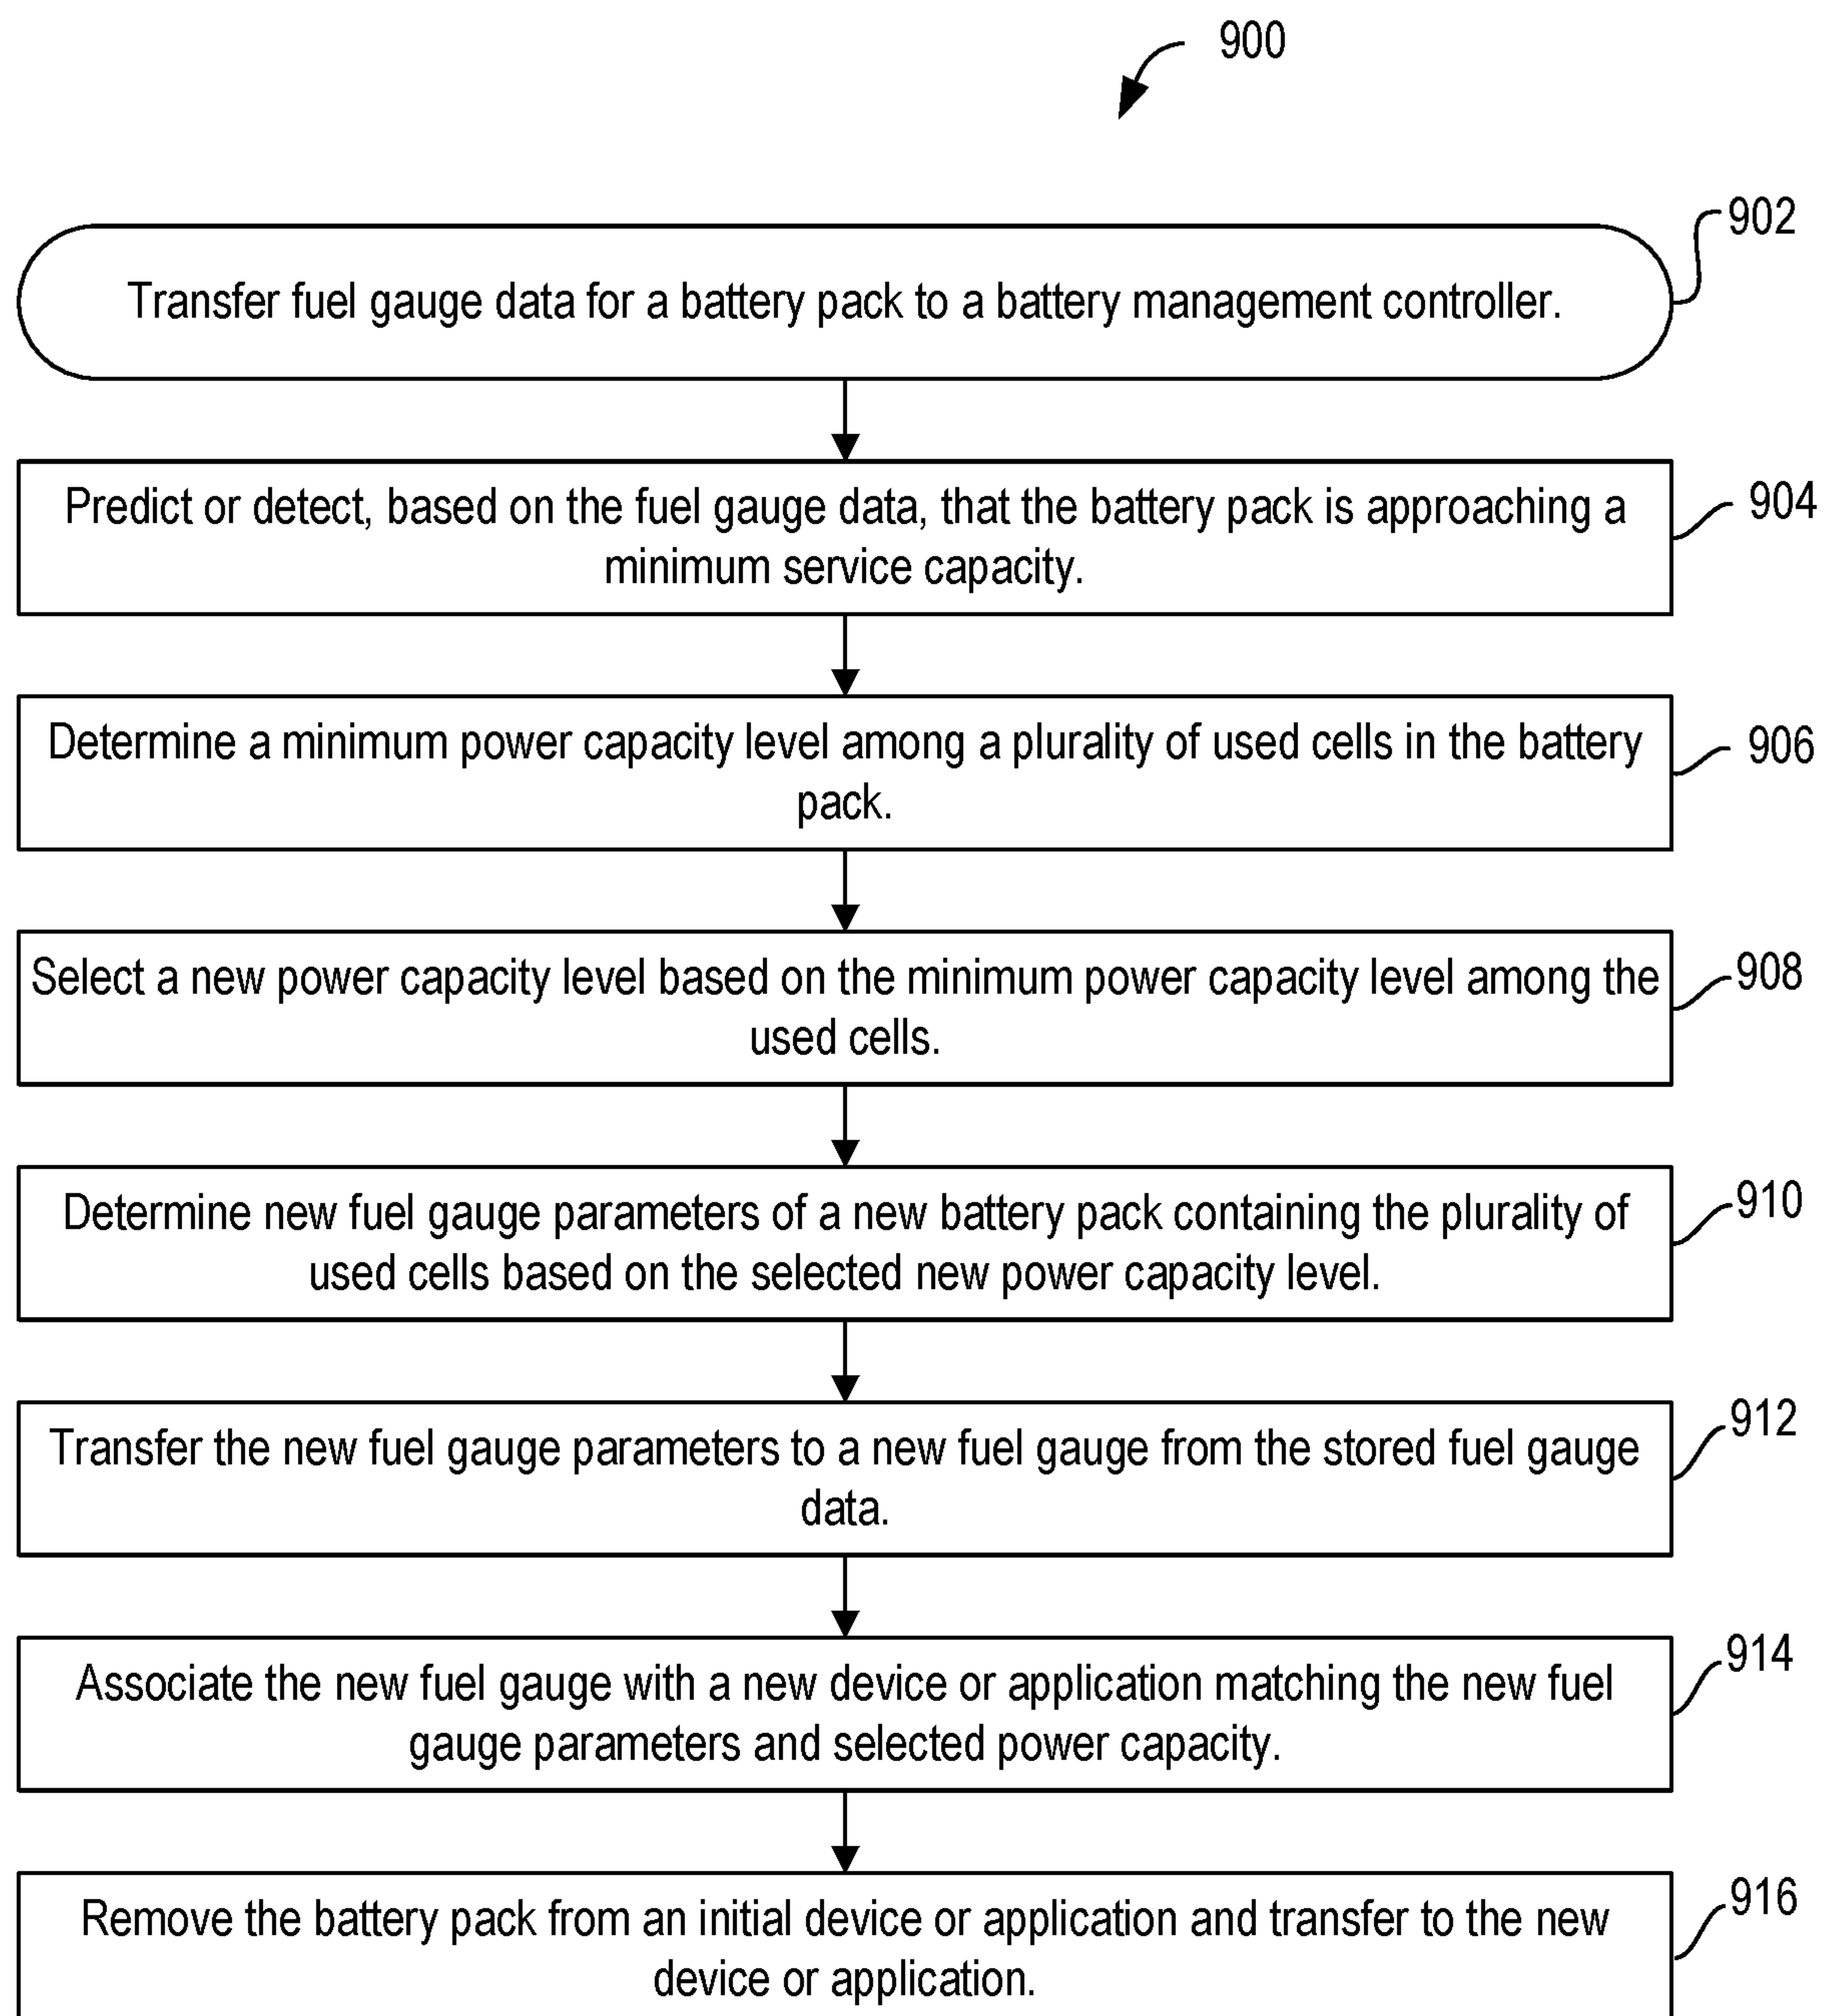 900
902
Transfer fuel gauge data for a battery pack to a battery management controller.
904
Predict or detect, based on the fuel gauge data, that the battery pack is approaching a
minimum service capacity.
906
Determine a minimum power capacity level among a plurality of used cells in the battery
pack.
908
Select a new power capacity level based on the minimum power capacity level among the
used cells.
910
Determine new fuel gauge parameters of a new battery pack containing the plurality of
used cells based on the selected new power capacity level.
912
Transfer the new fuel gauge parameters to a new fuel gauge from the stored fuel gauge
data.
914
Associate the new fuel gauge with a new device or application matching the new fuel
gauge parameters and selected power capacity.
916
Remove the battery pack from an initial device or application and transfer to the new
device or application.